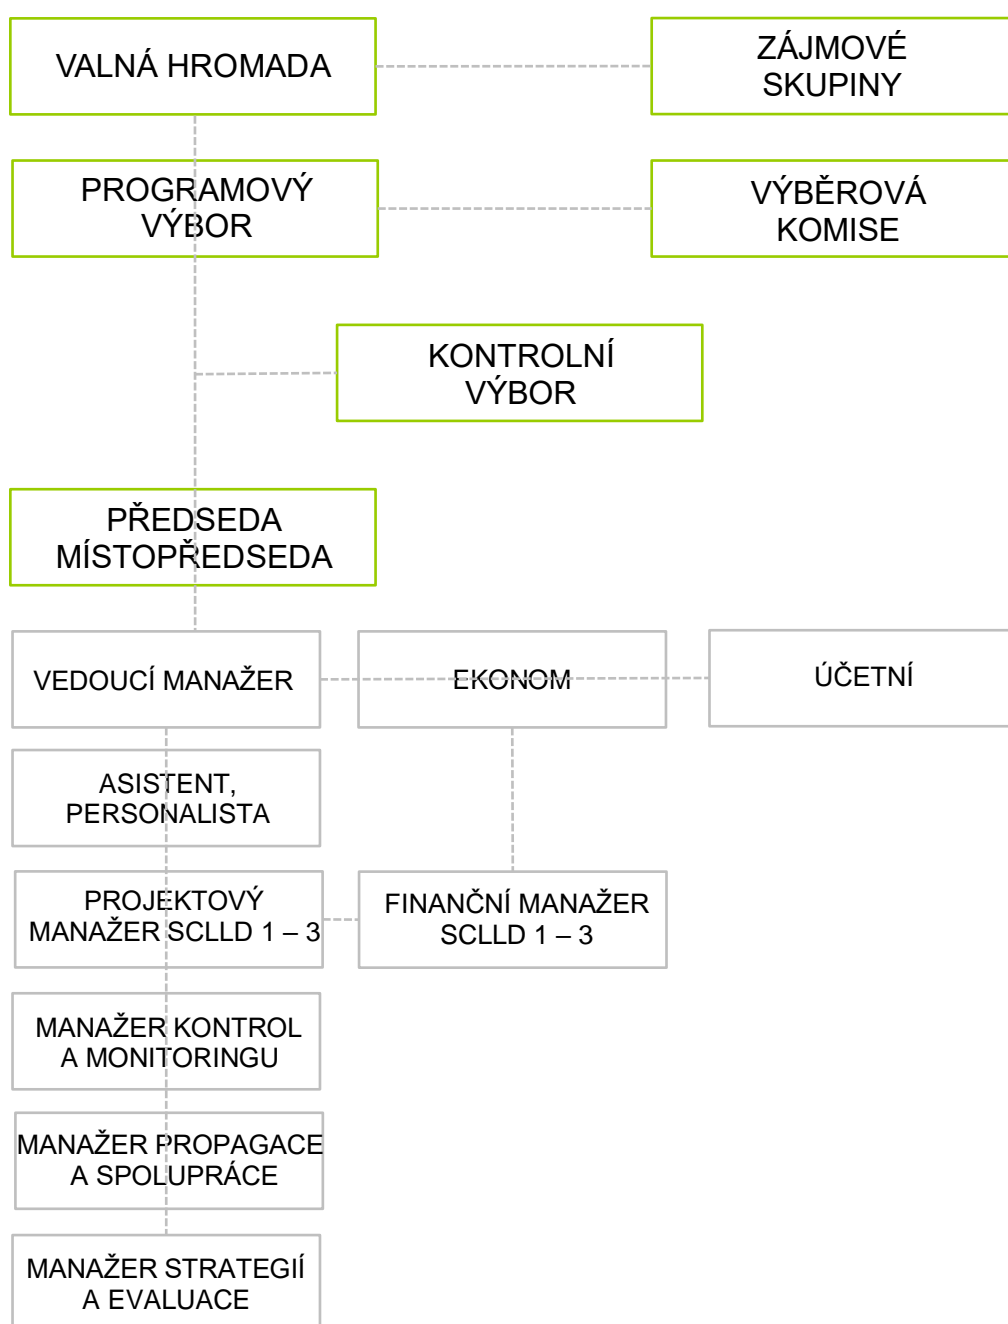 VALNÁ HROMADA
ZÁJMOVÉ
SKUPINY
PROGRAMOVÝ
VÝBOR
VÝBĚROVÁ
KOMISE
KONTROLNÍ
VÝBOR
PŘEDSEDA
MÍSTOPŘEDSEDA
VEDOUCÍ MANAŽER
EKONOM
ÚČETNÍ
ASISTENT,
PERSONALISTA
PROJEKTOVÝ
MANAŽER SCLLD 1 – 3
FINANČNÍ MANAŽER
SCLLD 1 – 3
MANAŽER KONTROL
A MONITORINGU
MANAŽER PROPAGACE
A SPOLUPRÁCE
MANAŽER STRATEGIÍ
A EVALUACE